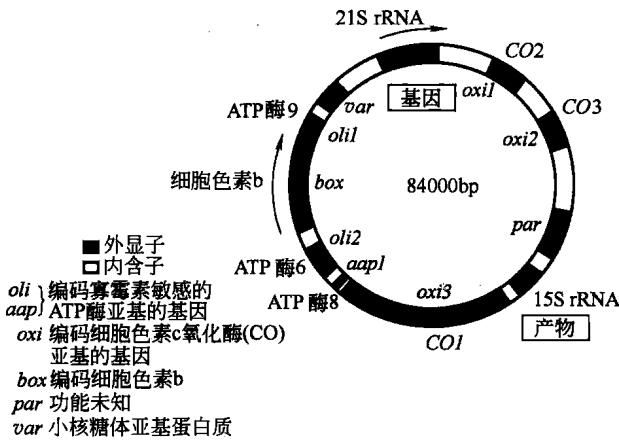 21S rRNA
CO2
CO3
基因
oxi1
oxi2
var
ATP酶9
oli1
细胞色素b
box
84000bp
par
oli2
ATP 酶6
aap1
ATP 酶8
oxi3
CO1
15S rRNA
产物
外显子
内含子
oli 编码寡霉素敏感的
aap ATP酶亚基的基因
oxi 编码细胞色素c氧化酶(CO)
亚基的基因
box 编码细胞色素b
par 功能未知
var 小核糖体亚基蛋白质